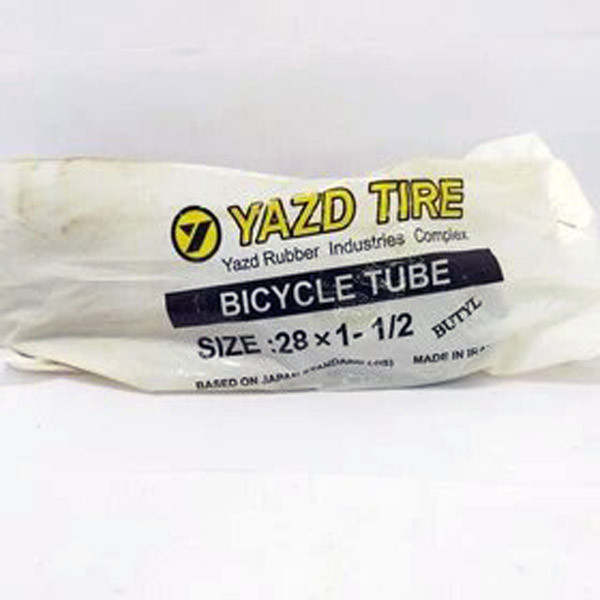 YAZD TIRE
Yazd Rubber Industries Complex
BICYCLE TUBE
SIZE :28 × 1- 1/2
BUTYL
BASED ON JAPAN STANDARD
MADE IN